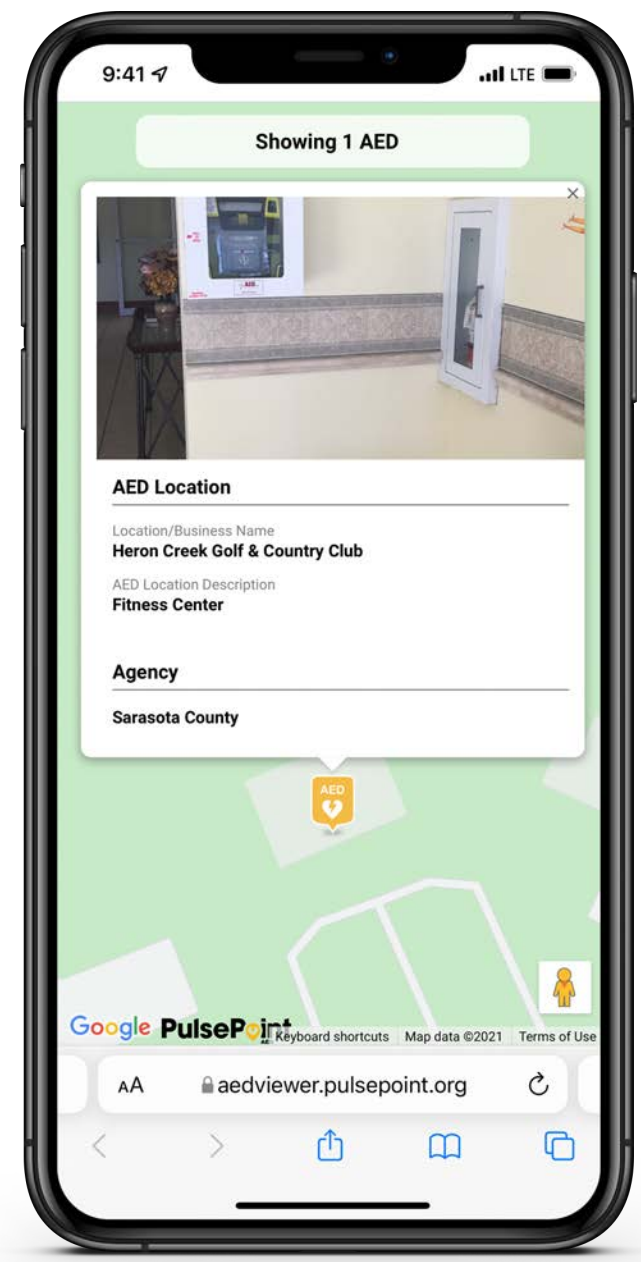 9:41
LTE
Showing 1 AED
×
AED
AED Location
Location/Business Name
Heron Creek Golf & Country Club
AED Location Description
Fitness Center
Agency
Sarasota County
AED
Google PulsePoint
Keyboard shortcuts Map data ©2021 Terms of Use
AA aedviewer.pulsepoint.org